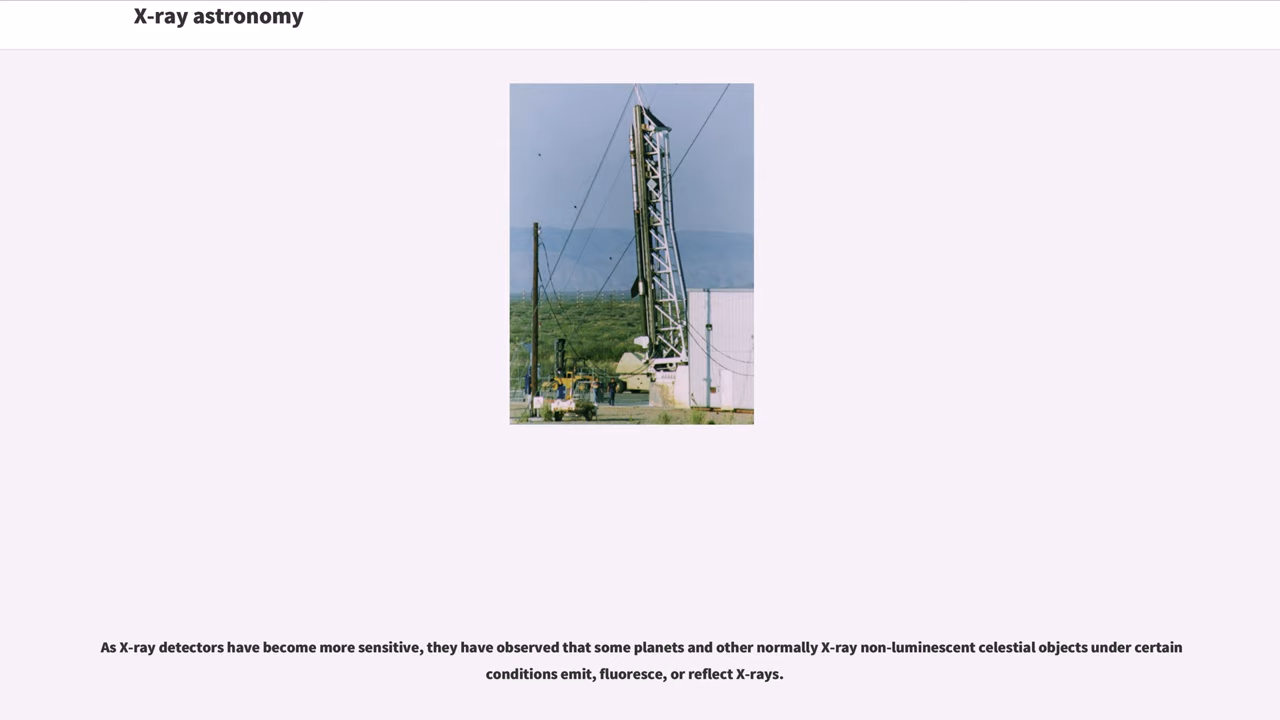 X-ray astronomy
As X-ray detectors have become more sensitive, they have observed that some planets and other normally X-ray non-luminescent celestial objects under certain
conditions emit, fluoresce, or reflect X-rays.